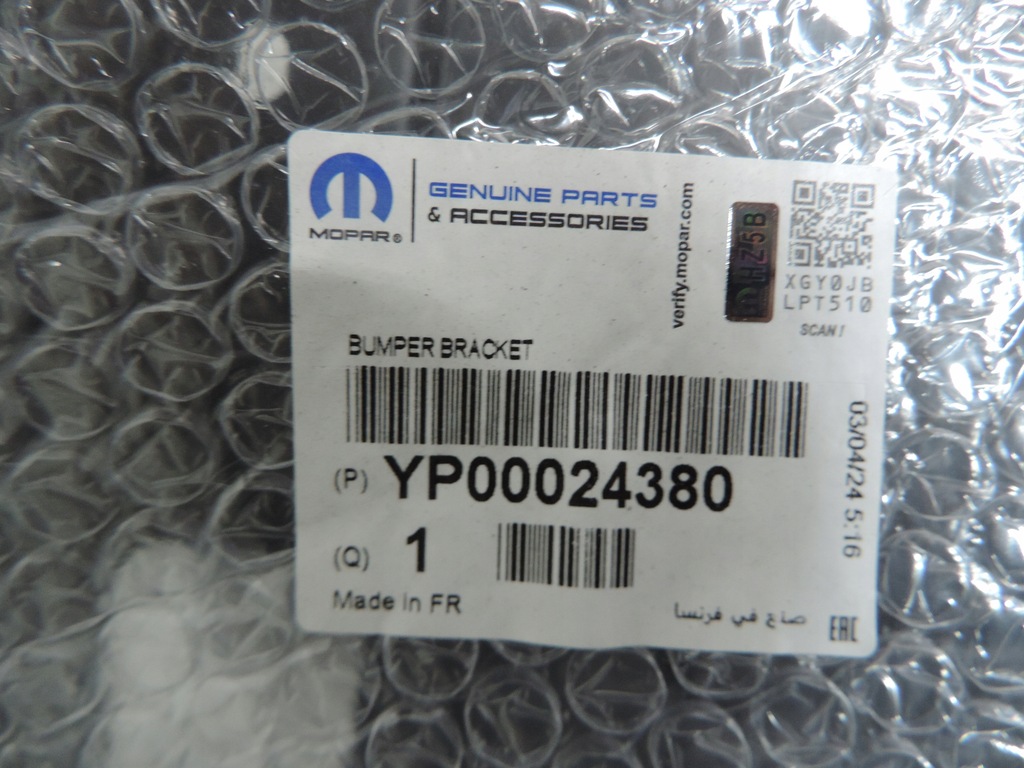 MOPAR®
GENUINE PARTS
& ACCESSORIES
verify.mopar.com
XGY0JB
LPT510
SCAN!
BUMPER BRACKET
03/04/24 5:16
(P) YP00024380
(Q) 1
Made in FR
صنع في فرنسا
EAC